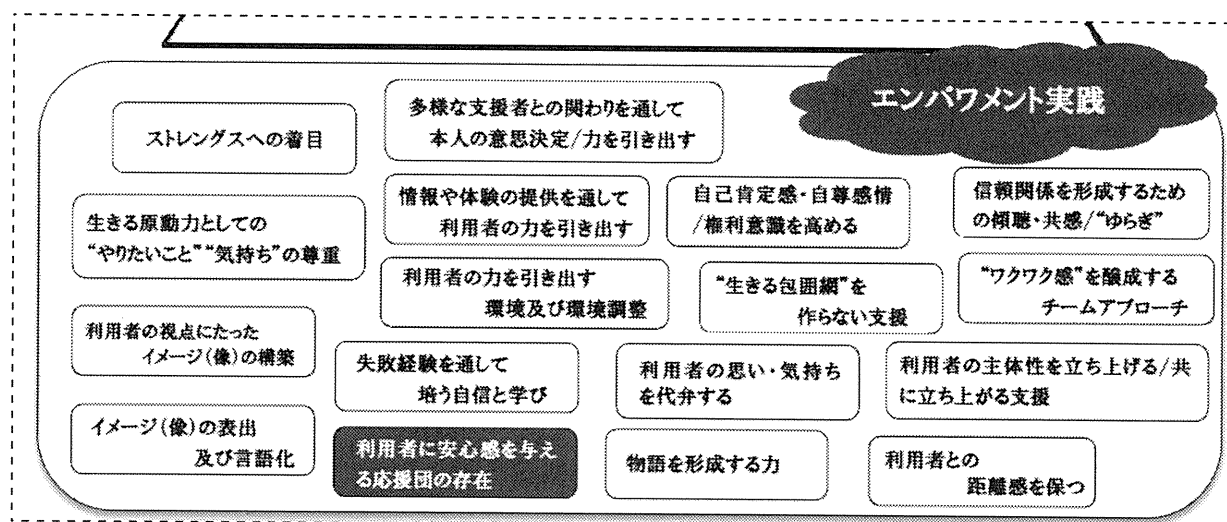 エンパワメント実践
ストレングスへの着目
多様な支援者との関わりを通して
本人の意思決定/力を引き出す
生きる原動力としての
“やりたいこと”“気持ち”の尊重
情報や体験の提供を通して
利用者の力を引き出す
自己肯定感・自尊感情
/権利意識を高める
信頼関係を形成するため
の傾聴・共感/“ゆらぎ”
利用者の力を引き出す
環境及び環境調整
“生きる包囲網”を
作らない支援
“ワクワク感”を醸成する
チームアプローチ
利用者の視点にたった
イメージ(像)の構築
失敗経験を通して
培う自信と学び
利用者の思い・気持ち
を代弁する
利用者の主体性を立ち上げる/共
に立ち上がる支援
イメージ(像)の表出
及び言語化
利用者に安心感を与え
る応援団の存在
物語を形成する力
利用者との
距離感を保つ